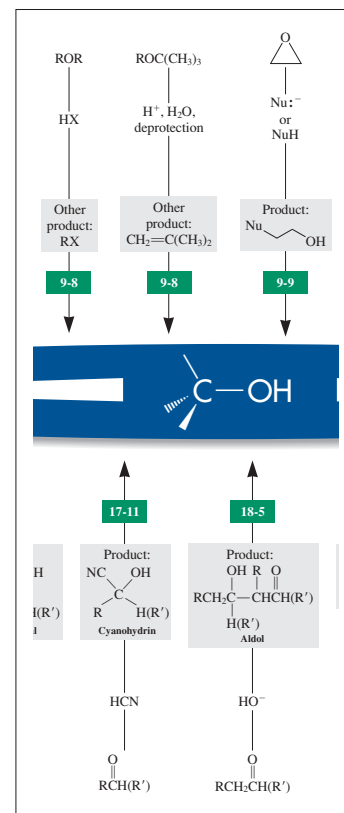 ROR
ROC(CH₃)₃
O
HX
H⁺, H₂O,
deprotection
Nu:⁻
or
NuH
Other
product:
RX
Other
product:
CH₂=C(CH₃)₂
Product:
Nu
OH
9-8
9-8
9-9
C—OH
17-11
18-5
H
H(R′)
l
Product:
NC OH
C
R H(R′)
Cyanohydrin
Product:
OH R O
RCH₂C—CHCH(R′)
H(R′)
Aldol
HCN
HO⁻
O
RCH(R′)
O
RCH₂CH(R′)